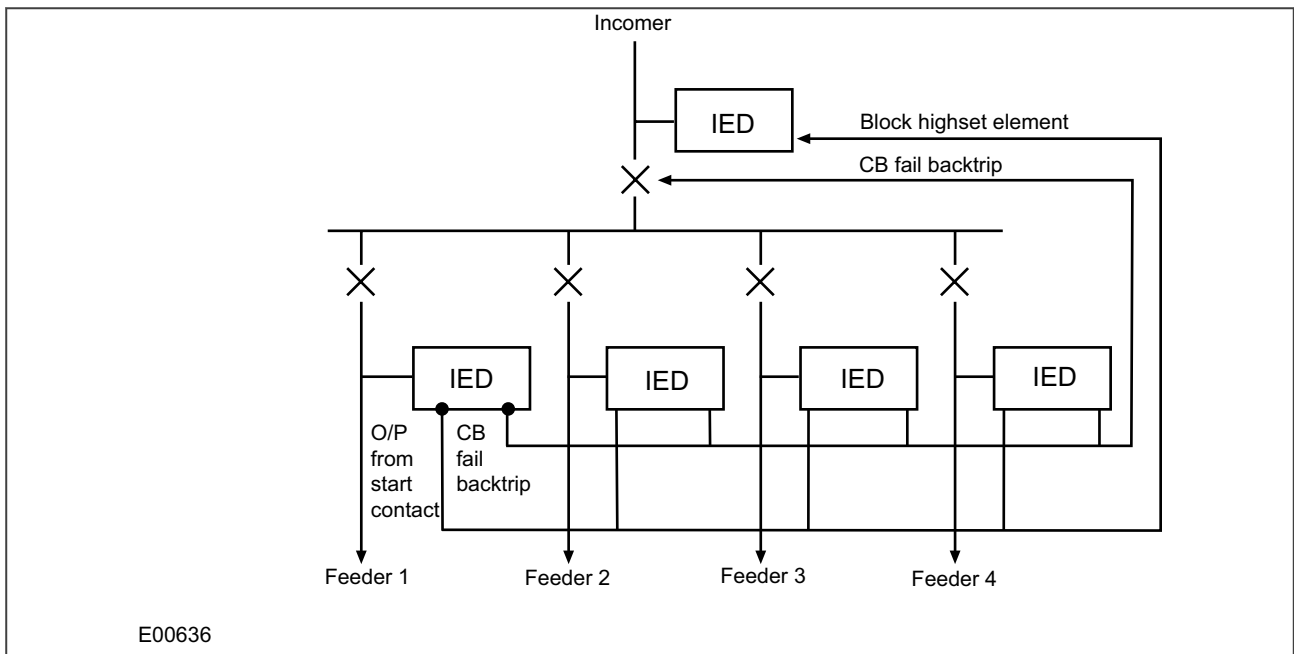 Incomer
IED
Block highset element
CB fail backtrip
IED
IED
IED
IED
O/P
from
start
contact
CB
fail
backtrip
Feeder 1
Feeder 2
Feeder 3
Feeder 4
E00636